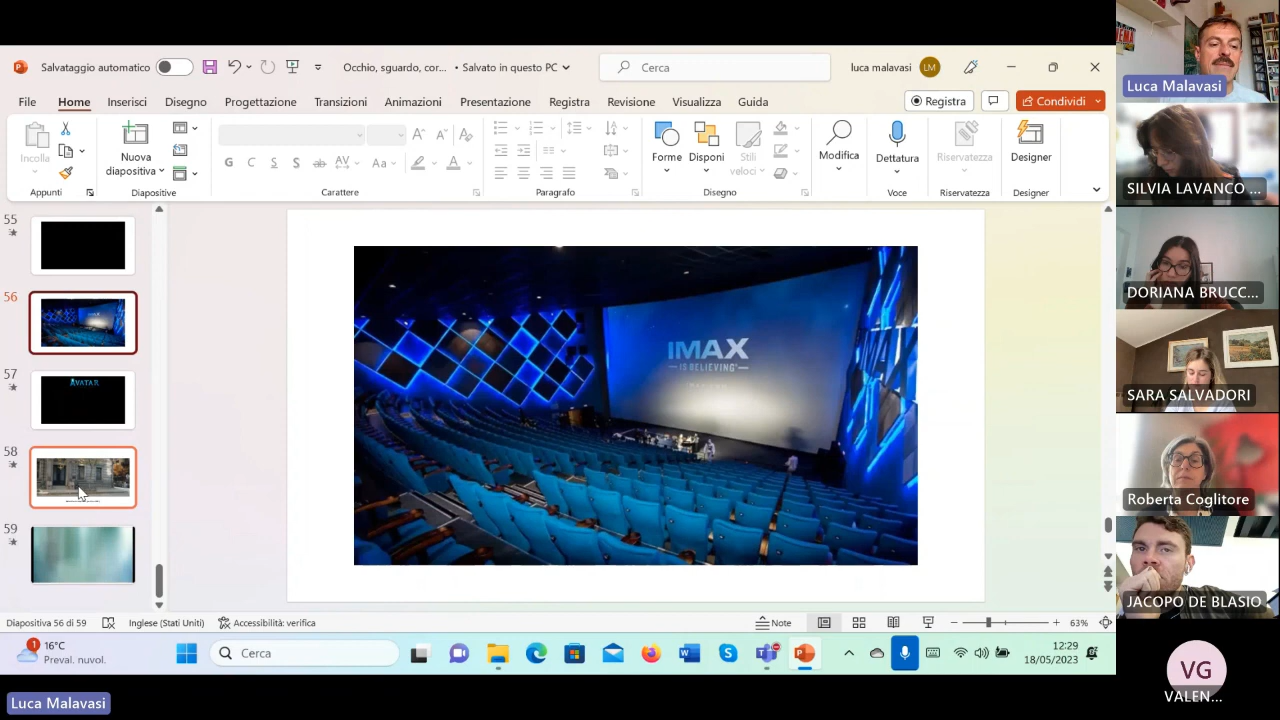 Salvataggio automatico
Occhio, sguardo, cor... • Salvato in questo PC
Cerca
luca malavasi
LM
File
Home
Inserisci
Disegno
Progettazione
Transizioni
Animazioni
Presentazione
Registra
Revisione
Visualizza
Guida
Registra
Condividi
Incolla
Nuova
diapositiva
G C S S ab AV Aa A
Forme
Disponi
Stili
veloci
Modifica
Dettatura
Riservatezza
Designer
Appunti
Diapositive
Carattere
Paragrafo
Disegno
Voce
Riservatezza
Designer
55
56
57
AVATAR
58
59
IMAX
IS BELIEVING
Diapositiva 56 di 59
Inglese (Stati Uniti)
Accessibilità: verifica
Note
63%
1
16°C
Preval. nuvol
Cerca
12:29
18/05/2023
Luca Malavasi
Luca Malavasi
SILVIA LAVANCO ...
DORIANA BRUCC...
SARA SALVADORI
Roberta Coglitore
JACOPO DE BLASIO
VG
VALEN...